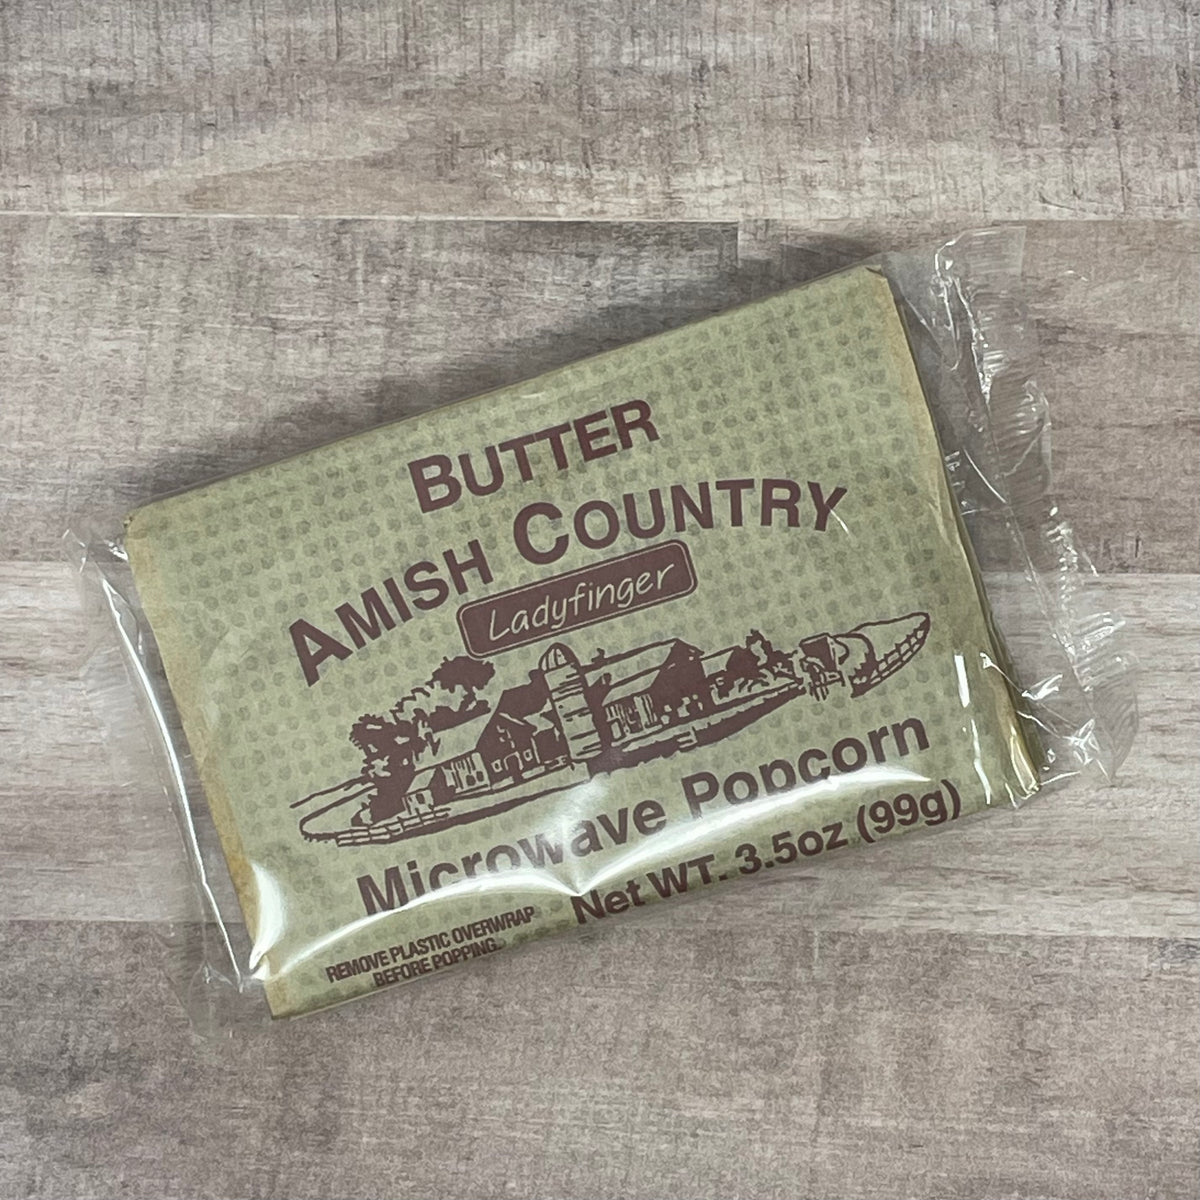 BUTTER
AMISH COUNTRY
Ladyfinger
Microwave Popcorn
Net WT. 3.5oz (99g)
REMOVE PLASTIC OVERWRAP
BEFORE POPPING.